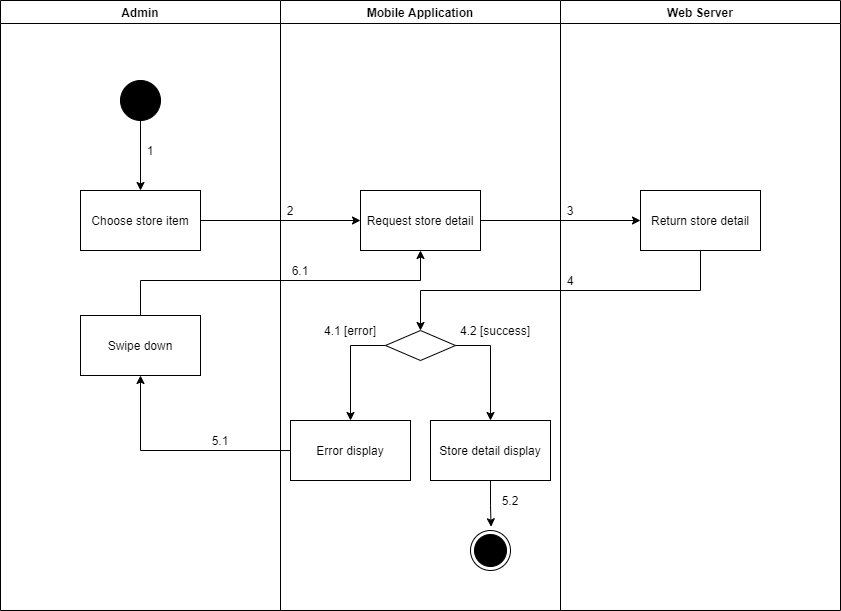 Admin
Mobile Application
Web Server
1
Choose store item
2
Request store detail
3
Return store detail
6.1
4
Swipe down
4.1 [error]
4.2 [success]
5.1
Error display
Store detail display
5.2